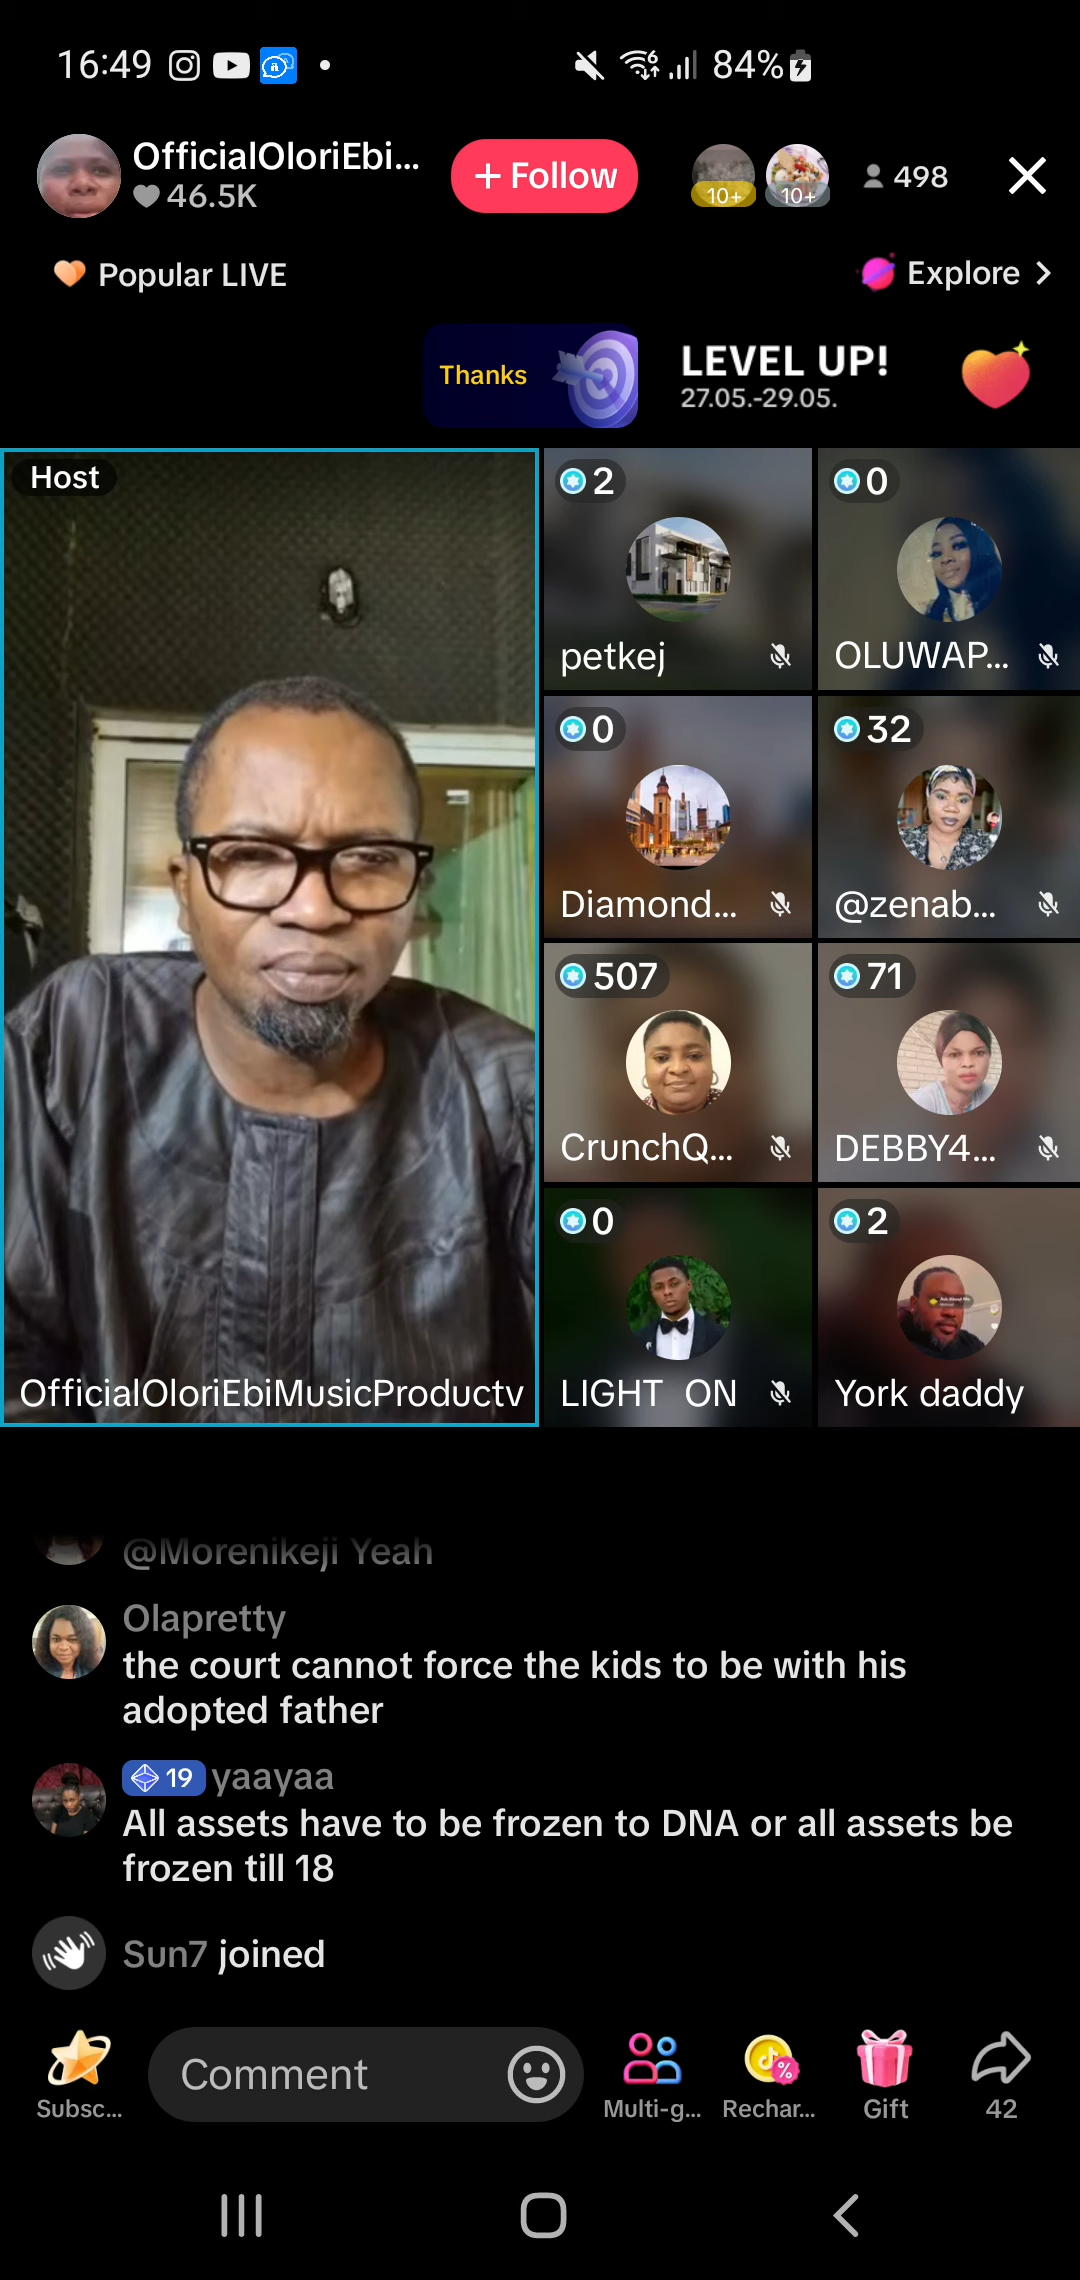 16:49
84%
OfficialOloriEbi...
46.5K
+ Follow
10+
10+
498
Popular LIVE
Explore
Thanks
LEVEL UP!
27.05.-29.05.
Host
2
0
petkej
OLUWAP...
0
32
Diamond...
@zenab...
507
71
CrunchQ...
DEBBY4...
0
2
OfficialOloriEbiMusicProductv
LIGHT ON
York daddy
@Morenikeji Yeah
Olapretty
the court cannot force the kids to be with his
adopted father
19 yaayaa
All assets have to be frozen to DNA or all assets be
frozen till 18
Sun7 joined
Comment
Subsc...
Multi-g...
Rechar...
Gift
42